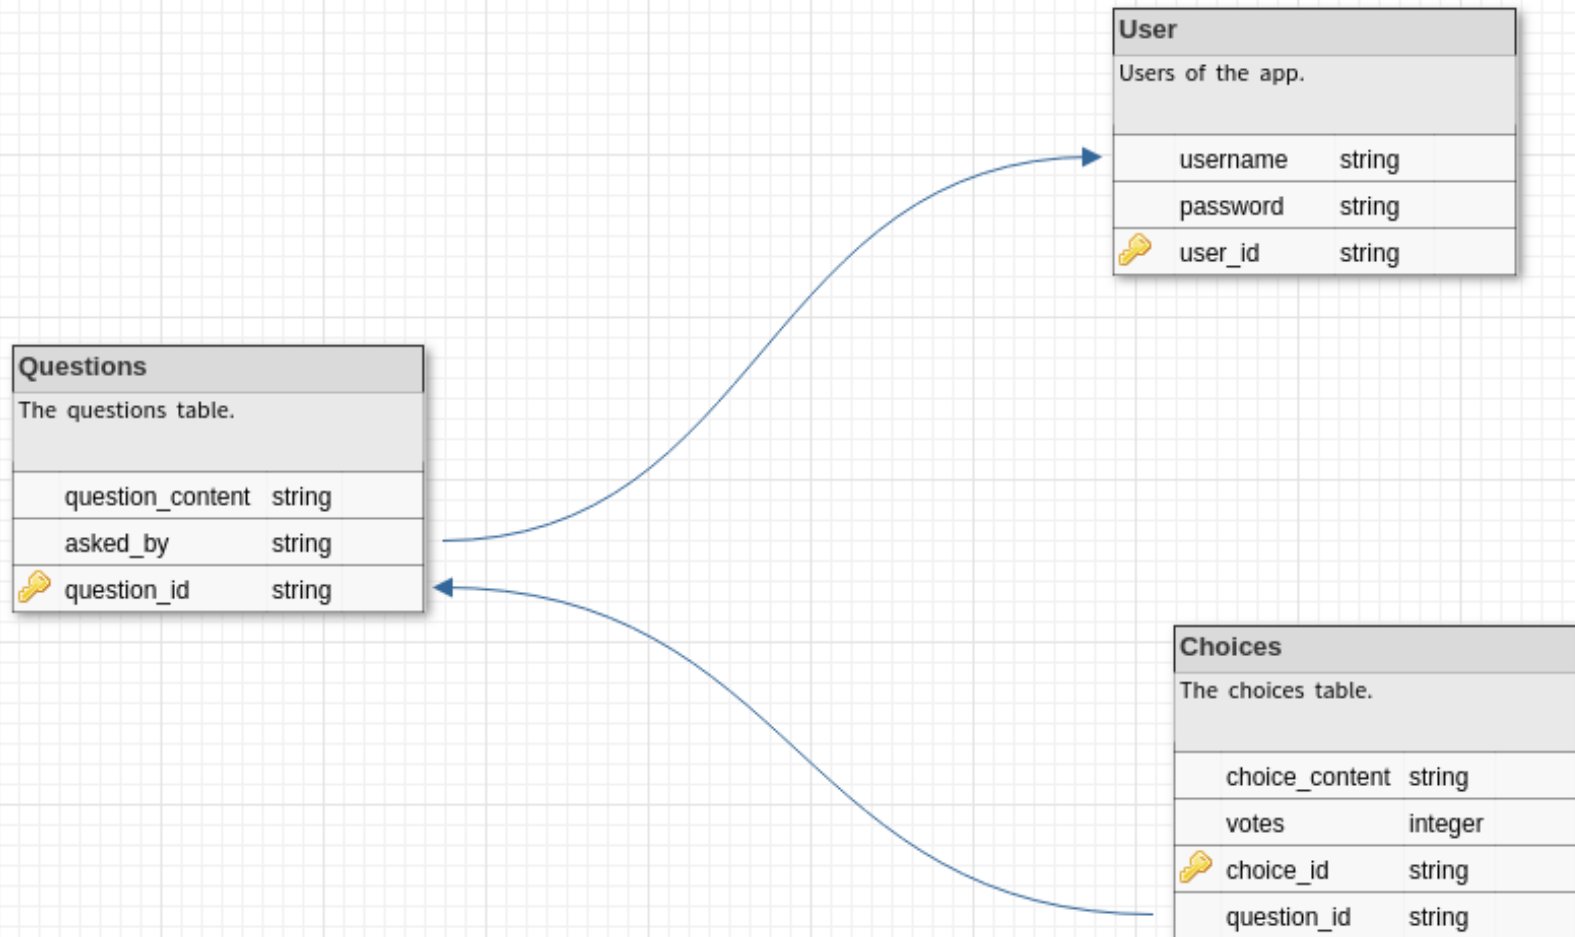 User
Users of the app.
username string
password string
user_id string
Questions
The questions table.
question_content string
asked_by string
question_id string
Choices
The choices table.
choice_content string
votes integer
choice_id string
question_id string